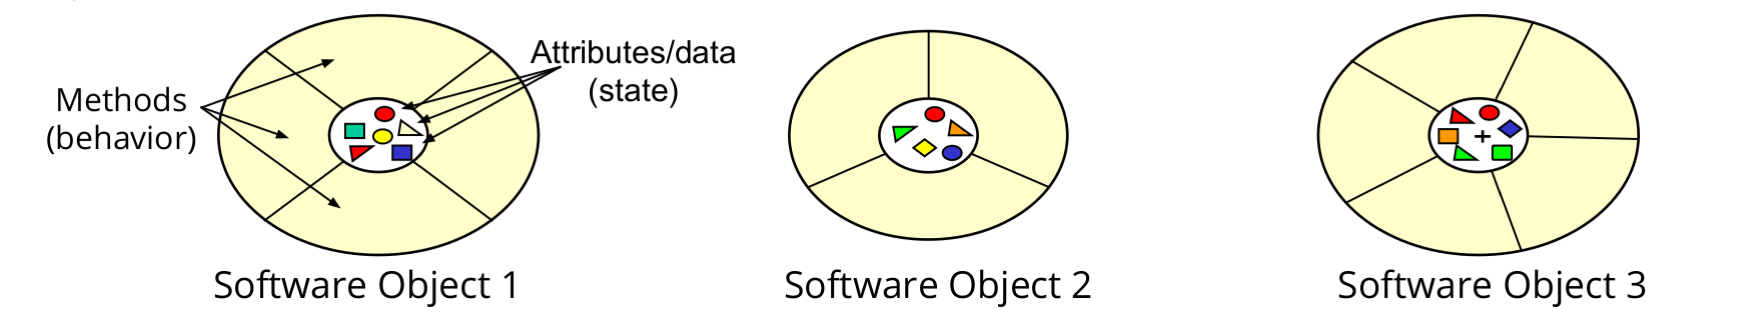 Methods
(behavior)
Attributes/data
(state)
Software Object 1
Software Object 2
Software Object 3